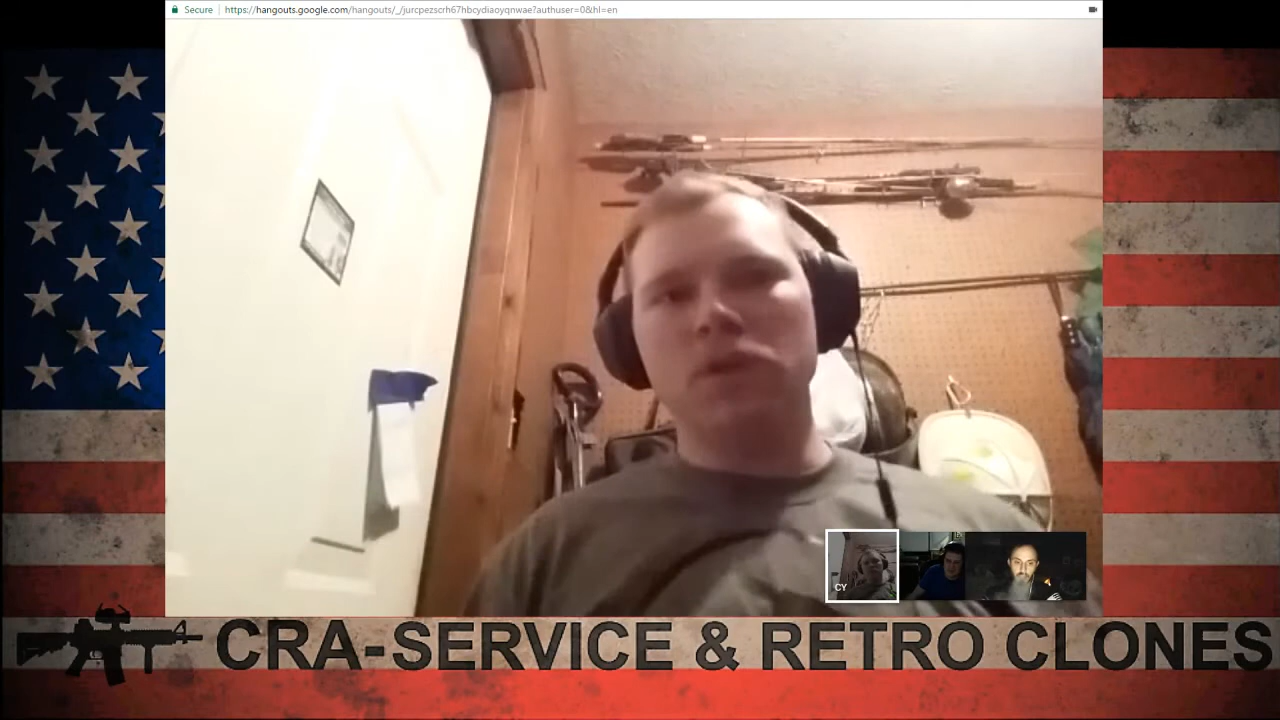 Secure https://hangouts.google.com/hangouts/_/jurcpezscrh67hbcydiaoyqnwae?authuser=0&hl=en
CY
CRA-SERVICE & RETRO CLONES